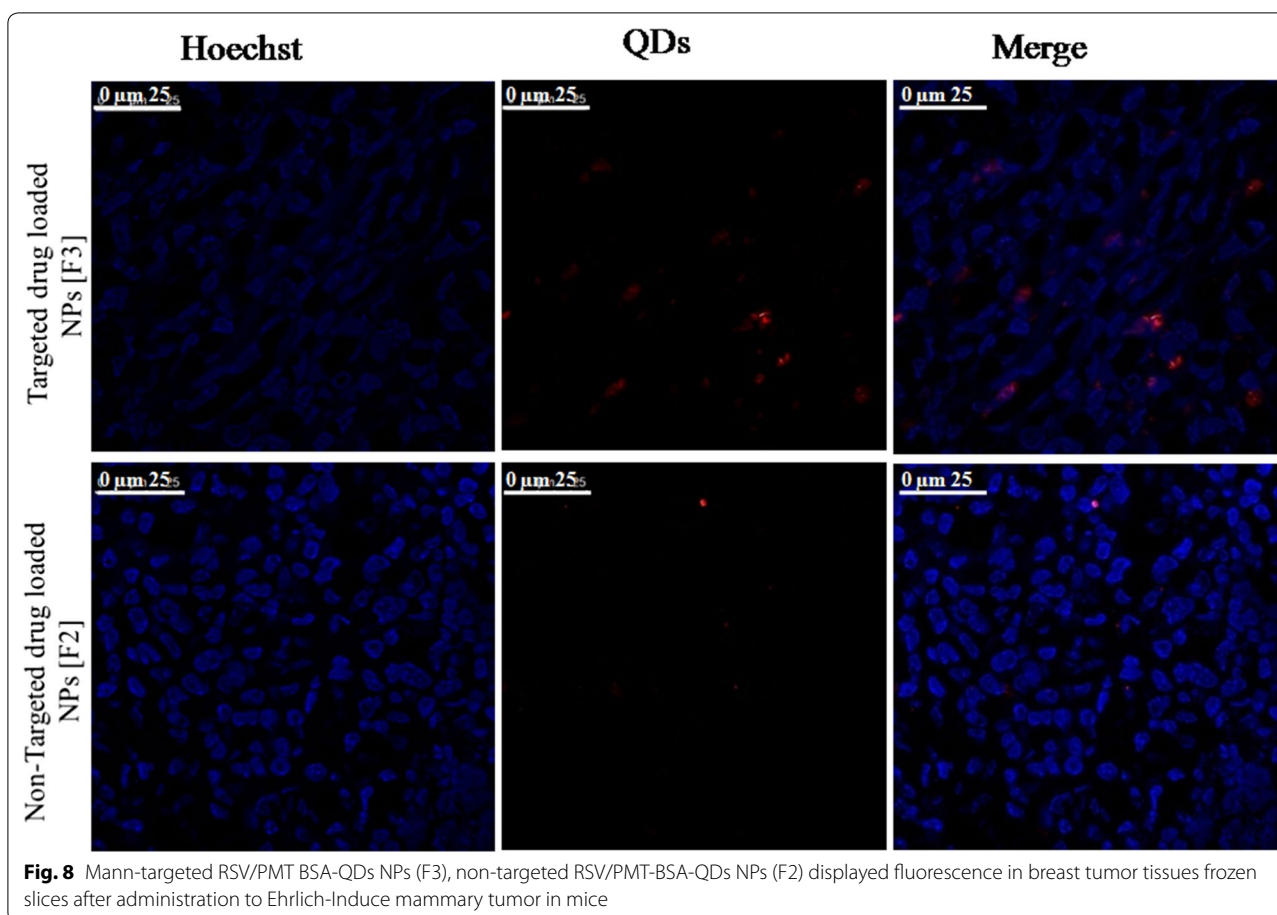 Hoechst QDs Merge
Targeted drug loaded
NPs [F3]
0 µm 25
0 µm 25
0 µm 25
Non-Targeted drug loaded
NPs [F2]
0 µm 25
0 µm 25
0 µm 25
Fig. 8 Mann-targeted RSV/PMT BSA-QDs NPs (F3), non-targeted RSV/PMT-BSA-QDs NPs (F2) displayed fluorescence in breast tumor tissues frozen
slices after administration to Ehrlich-Induce mammary tumor in mice